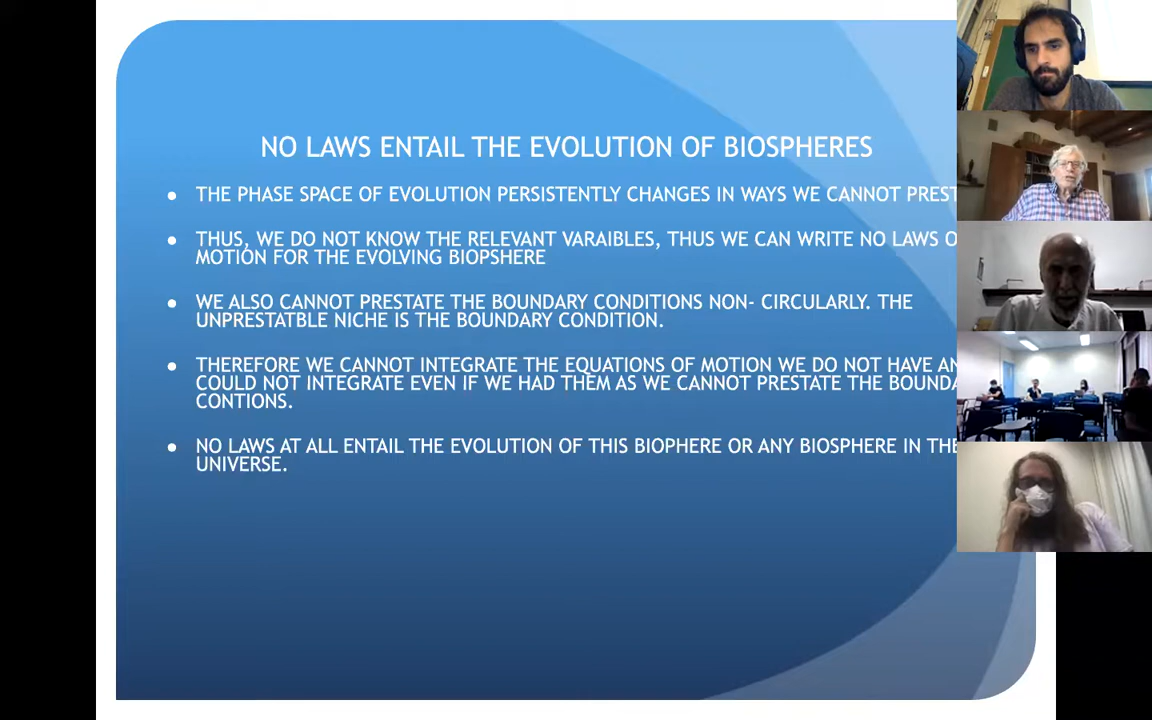 NO LAWS ENTAIL THE EVOLUTION OF BIOSPHERES
● THE PHASE SPACE OF EVOLUTION PERSISTENTLY CHANGES IN WAYS WE CANNOT
● THUS, WE DO NOT KNOW THE RELEVANT VARAIBLES, THUS WE CAN WRITE NO LAWS
MOTION FOR THE EVOLVING BIOPSHERE
● WE ALSO CANNOT PRESTATE THE BOUNDARY CONDITIONS NON- CIRCULARLY. THE
UNPRESTATBLE NICHE IS THE BOUNDARY CONDITION.
● THEREFORE WE CANNOT INTEGRATE THE EQUATIONS OF MOTION WE DO NOT HAVE
COULD NOT INTEGRATE EVEN IF WE HAD THEM AS WE CANNOT PRESTATE THE
CONTIONS.
● NO LAWS AT ALL ENTAIL THE EVOLUTION OF THIS BIOPHERE OR ANY BIOSPHERE IN THE
UNIVERSE.